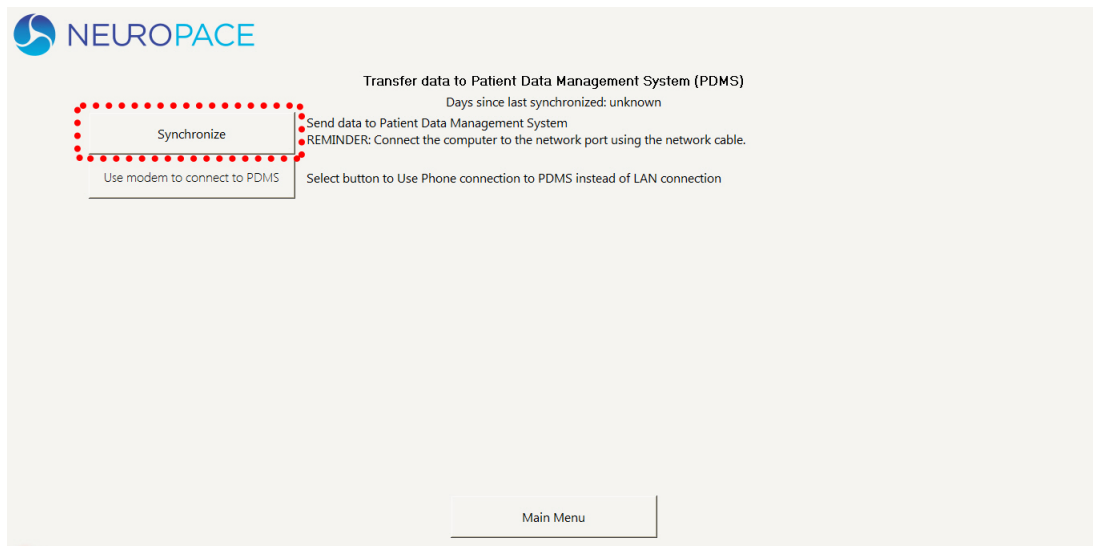 NEUROPACE
Transfer data to Patient Data Management System (PDMS)
Days since last synchronized: unknown
Synchronize
Send data to Patient Data Management System
REMINDER: Connect the computer to the network port using the network cable.
Use modem to connect to PDMS
Select button to Use Phone connection to PDMS instead of LAN connection
Main Menu